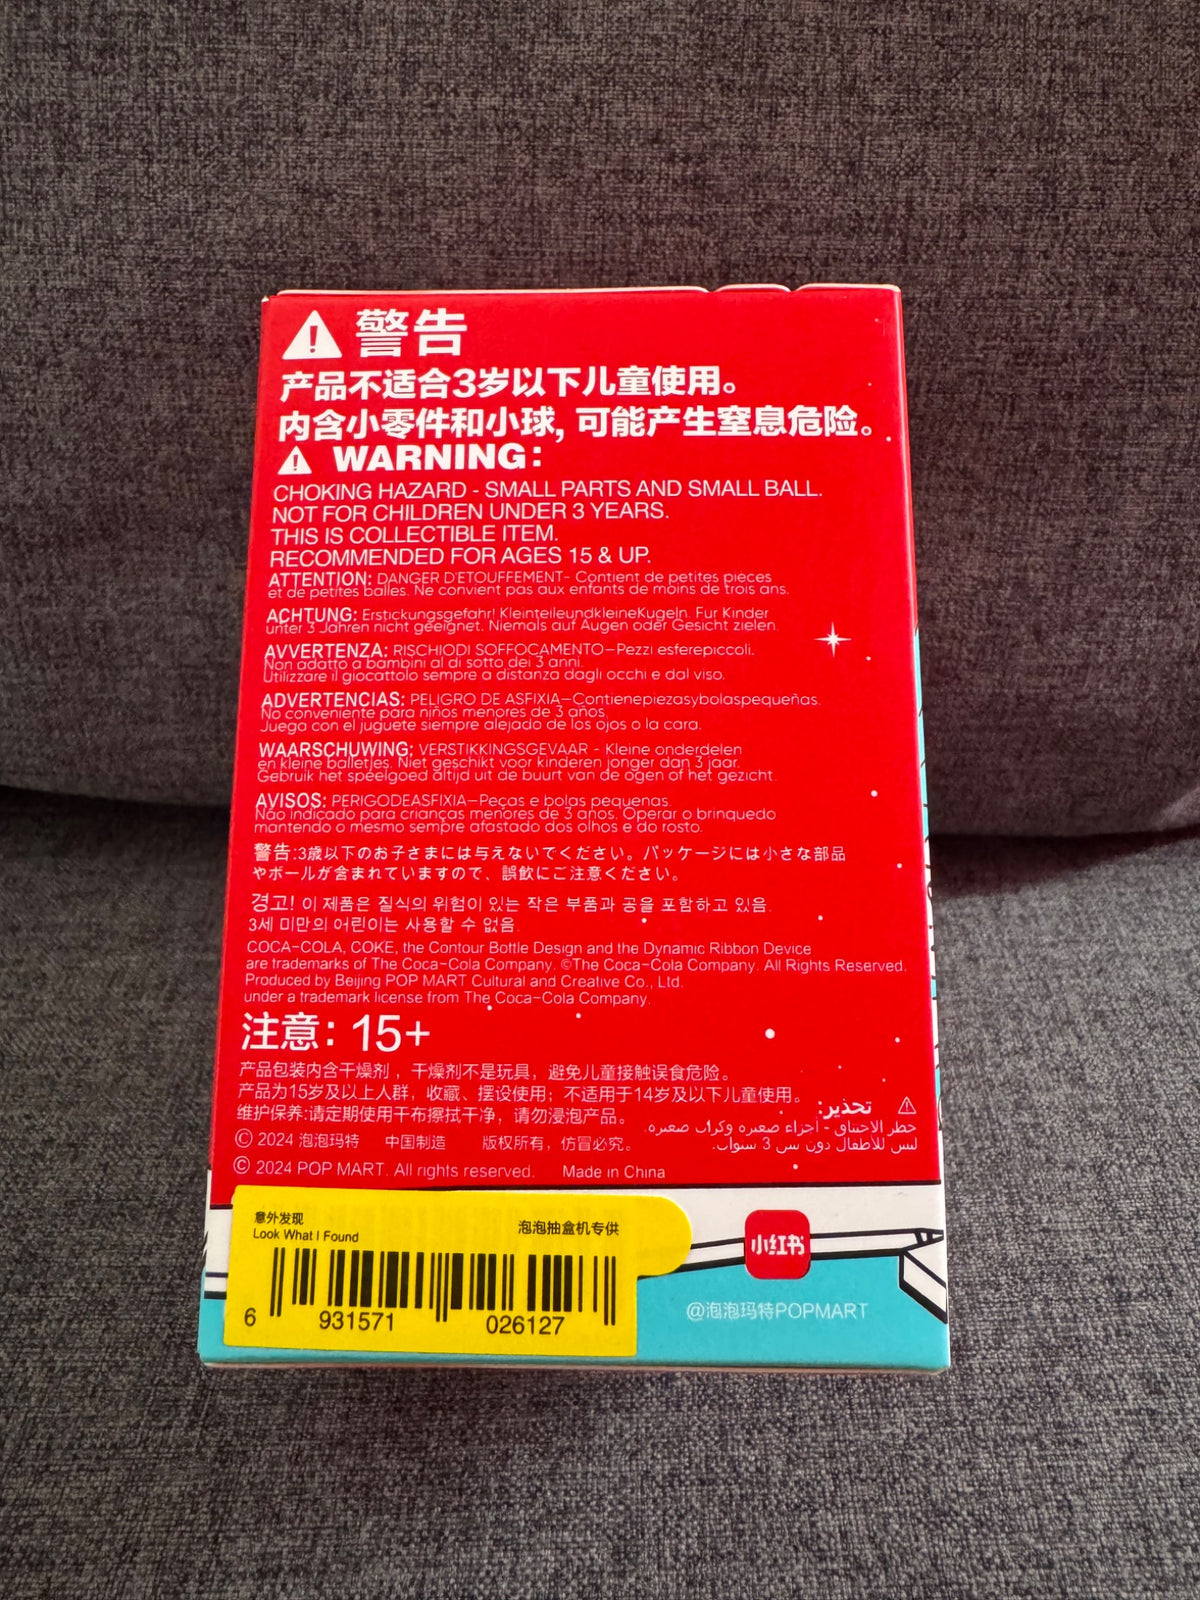 警告
产品不适合3岁以下儿童使用。
内含小零件和小球, 可能产生窒息危险。
WARNING:
CHOKING HAZARD - SMALL PARTS AND SMALL BALL.
NOT FOR CHILDREN UNDER 3 YEARS.
THIS IS COLLECTIBLE ITEM.
RECOMMENDED FOR AGES 15 & UP.
ATTENTION: DANGER D'ETOUFFEMENT- Contient de petites pièces
et de petites balles. Ne convient pas aux enfants de moins de trois ans.
ACHTUNG: Erstickungsgefahr! KleinteileundkleineKugeln. Fur Kinder
unter 3 Jahren nicht geeignet. Niemals auf Augen oder Gesicht zielen.
AVVERTENZA: RISCHIODI SOFFOCAMENTO—Pezzi esferepiccoli.
Non adatto a bambini al di sotto dei 3 anni.
Utilizzare il giocattolo sempre a distanza dagli occhi e dal viso.
ADVERTENCIAS: PELIGRO DE ASFIXIA—Contienepiezasybolaspequeñas.
No conveniente para niños menores de 3 años.
Juega con el juguete siempre alejado de los ojos o la cara.
WAARSCHUWING: VERSTIKKINGSGEVAAR - Kleine onderdelen
en kleine balletjes. Niet geschikt voor kinderen jonger dan 3 jaar.
Gebruik het speelgoed altijd uit de buurt van de ogen of het gezicht.
AVISOS: PERIGODEASFIXIA—Peças e bolas pequenas.
Não indicado para crianças menores de 3 anos. Operar o brinquedo
mantendo o mesmo sempre afastado dos olhos e do rosto.
警告:3歳以下のお子さまには与えないでください。パッケージには小さな部品
やボールが含まれていますので、誤飲にご注意ください。
경고! 이 제품은 질식의 위험이 있는 작은 부품과 공을 포함하고 있음.
3세 미만의 어린이는 사용할 수 없음.
COCA-COLA, COKE, the Contour Bottle Design and the Dynamic Ribbon Device
are trademarks of The Coca-Cola Company. ©The Coca-Cola Company. All Rights Reserved.
Produced by Beijing POP MART Cultural and Creative Co., Ltd.
under a trademark license from The Coca-Cola Company.
注意: 15+
产品包装内含干燥剂，干燥剂不是玩具，避免儿童接触误食危险。
产品为15岁及以上人群，收藏、摆设使用；不适用于14岁及以下儿童使用。
维护保养:请定期使用干布擦拭干净，请勿浸泡产品。
تحذير:
خطر الاختناق - أجزاء صغيرة وكرات صغيرة.
ليس للأطفال دون سن 3 سنوات.
© 2024 泡泡玛特 中国制造 版权所有，仿冒必究。
© 2024 POP MART. All rights reserved. Made in China
意外发现
Look What I Found
泡泡抽盒机专供
6 931571 026127
小红书
@泡泡玛特POPMART